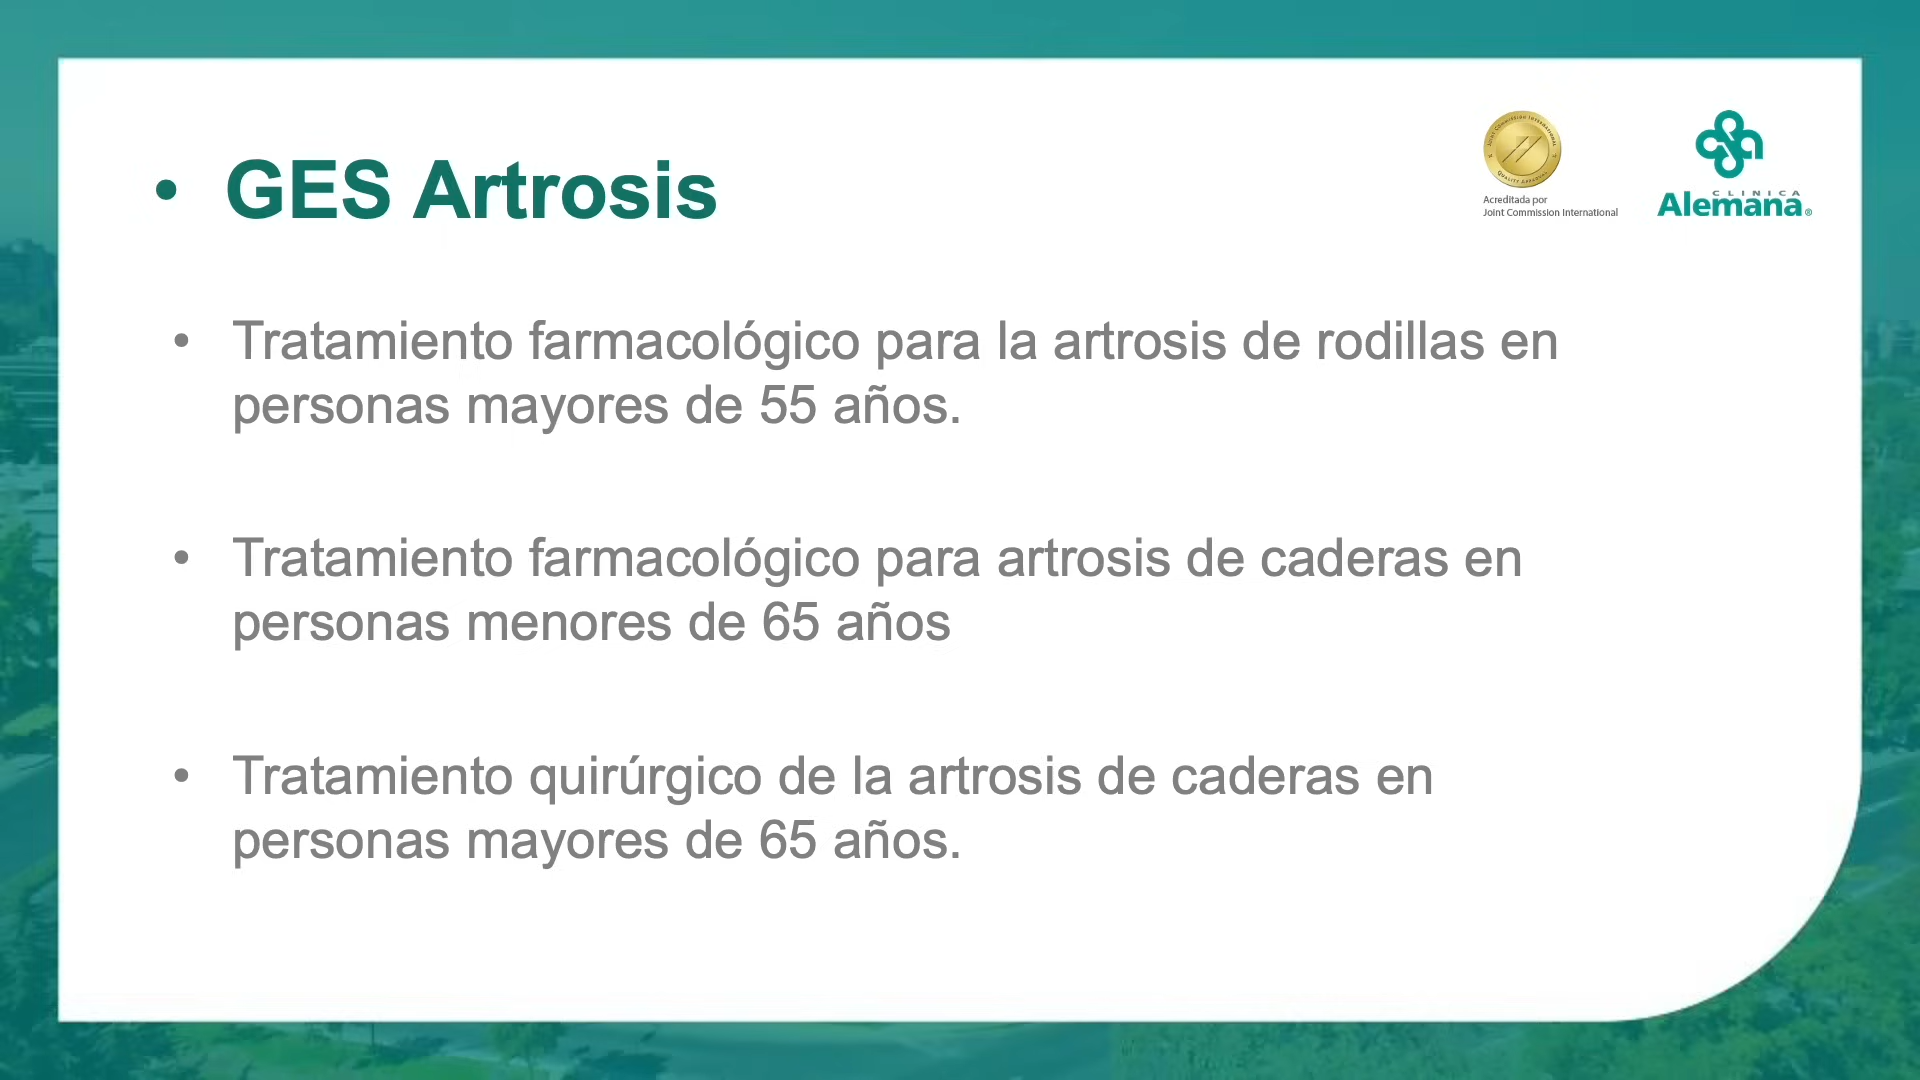 • GES Artrosis
Acreditada por
Joint Commission International
CLINICA
Alemana®
• Tratamiento farmacológico para la artrosis de rodillas en
personas mayores de 55 años.
• Tratamiento farmacológico para artrosis de caderas en
personas menores de 65 años
• Tratamiento quirúrgico de la artrosis de caderas en
personas mayores de 65 años.